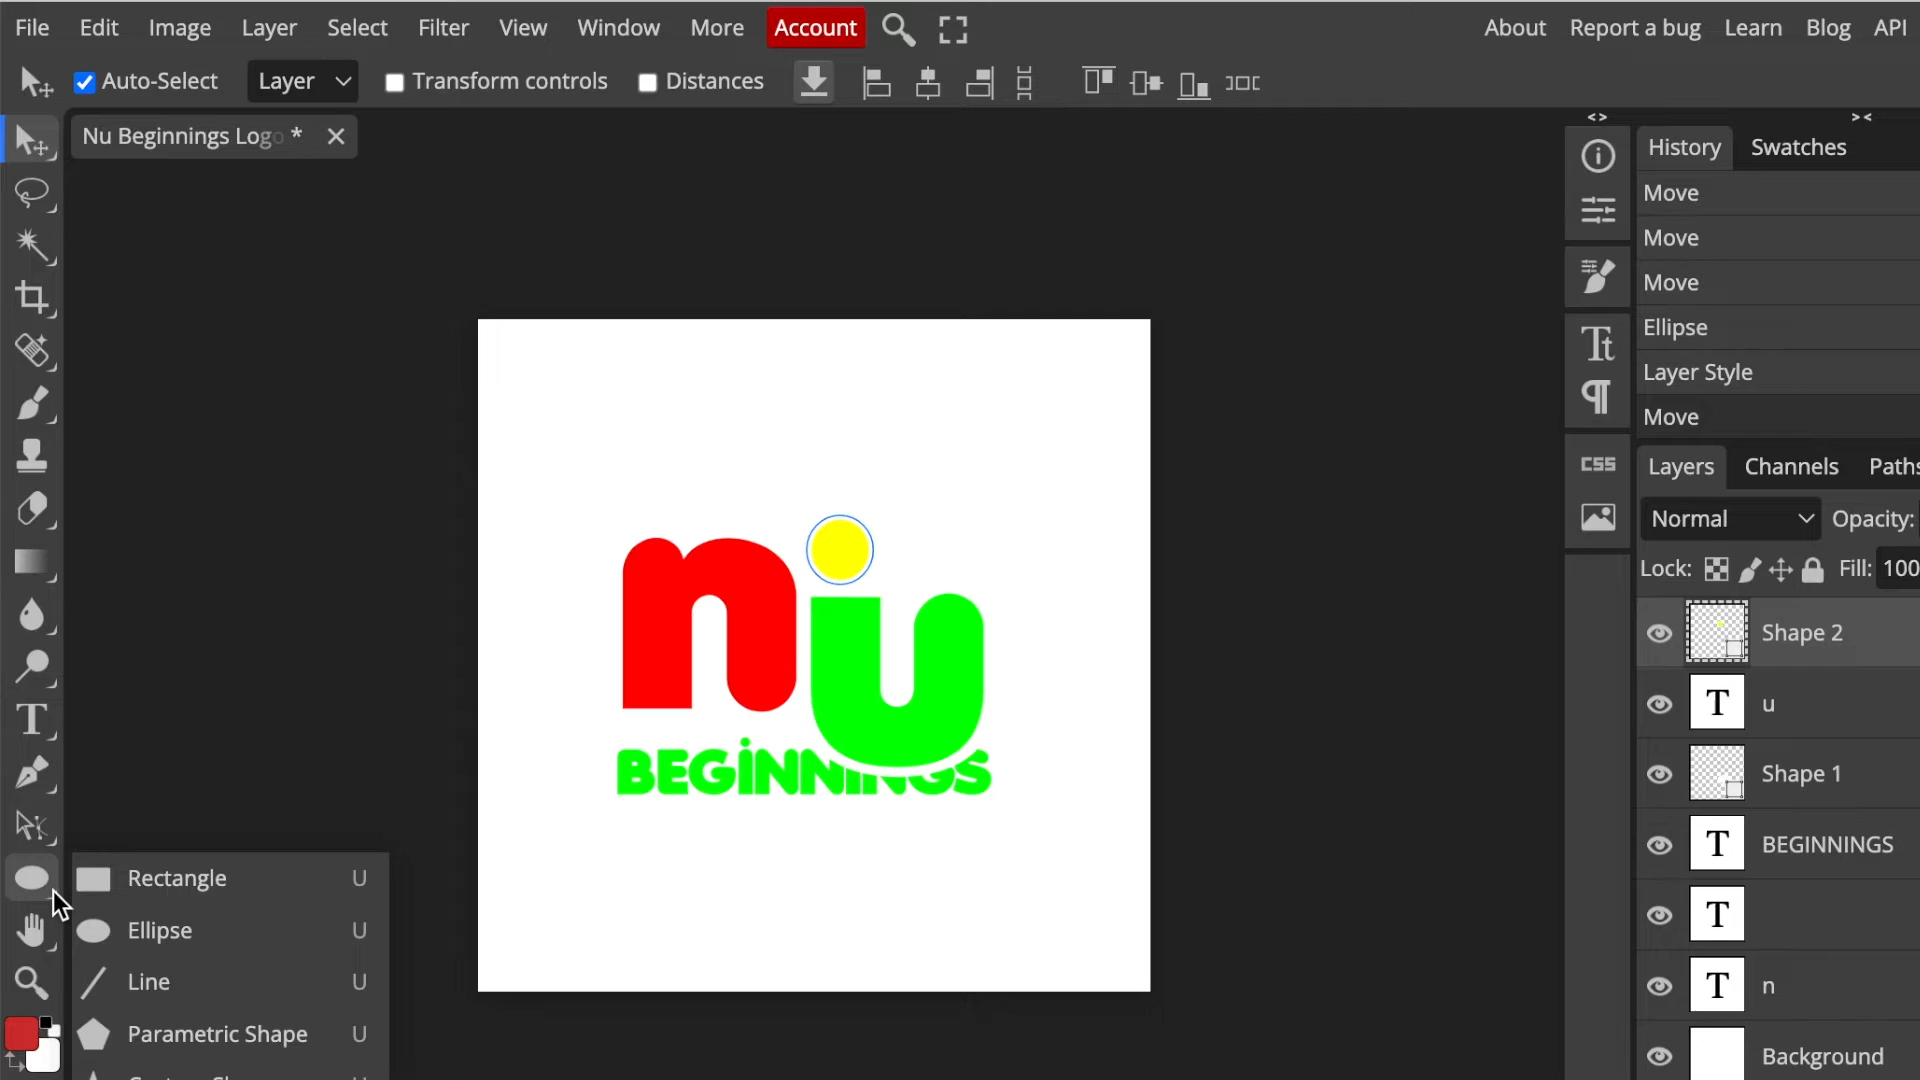 File Edit Image Layer Select Filter View Window More Account About Report a bug Learn Blog API
Auto-Select Layer Transform controls Distances
Nu Beginnings Logo *
History Swatches
Move
Move
Move
Ellipse
Layer Style
Move
CSS
Layers Channels Paths
Normal Opacity:
Lock: Fill: 100
Shape 2
T u
Shape 1
T BEGINNINGS
T
T n
Background
nu
BEGINNINGS
Rectangle U
Ellipse U
Line U
Parametric Shape U